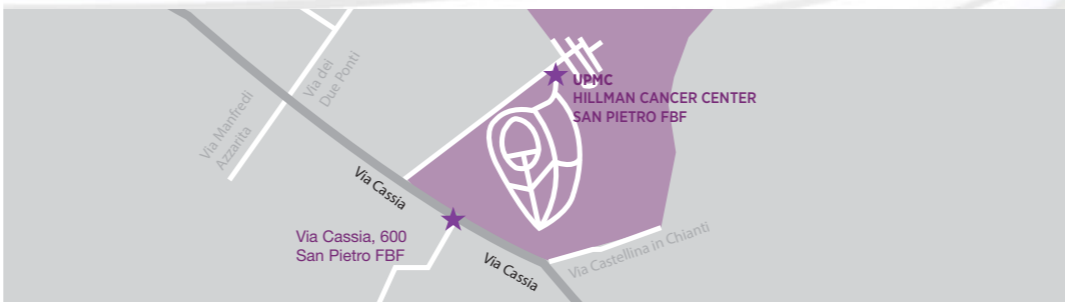 Via dei
Due Ponti
Via Manfredi
Azzarita
UPMC
HILLMAN CANCER CENTER
SAN PIETRO FBF
Via Cassia
Via Cassia, 600
San Pietro FBF
Via Cassia
Via Castellina in Chianti